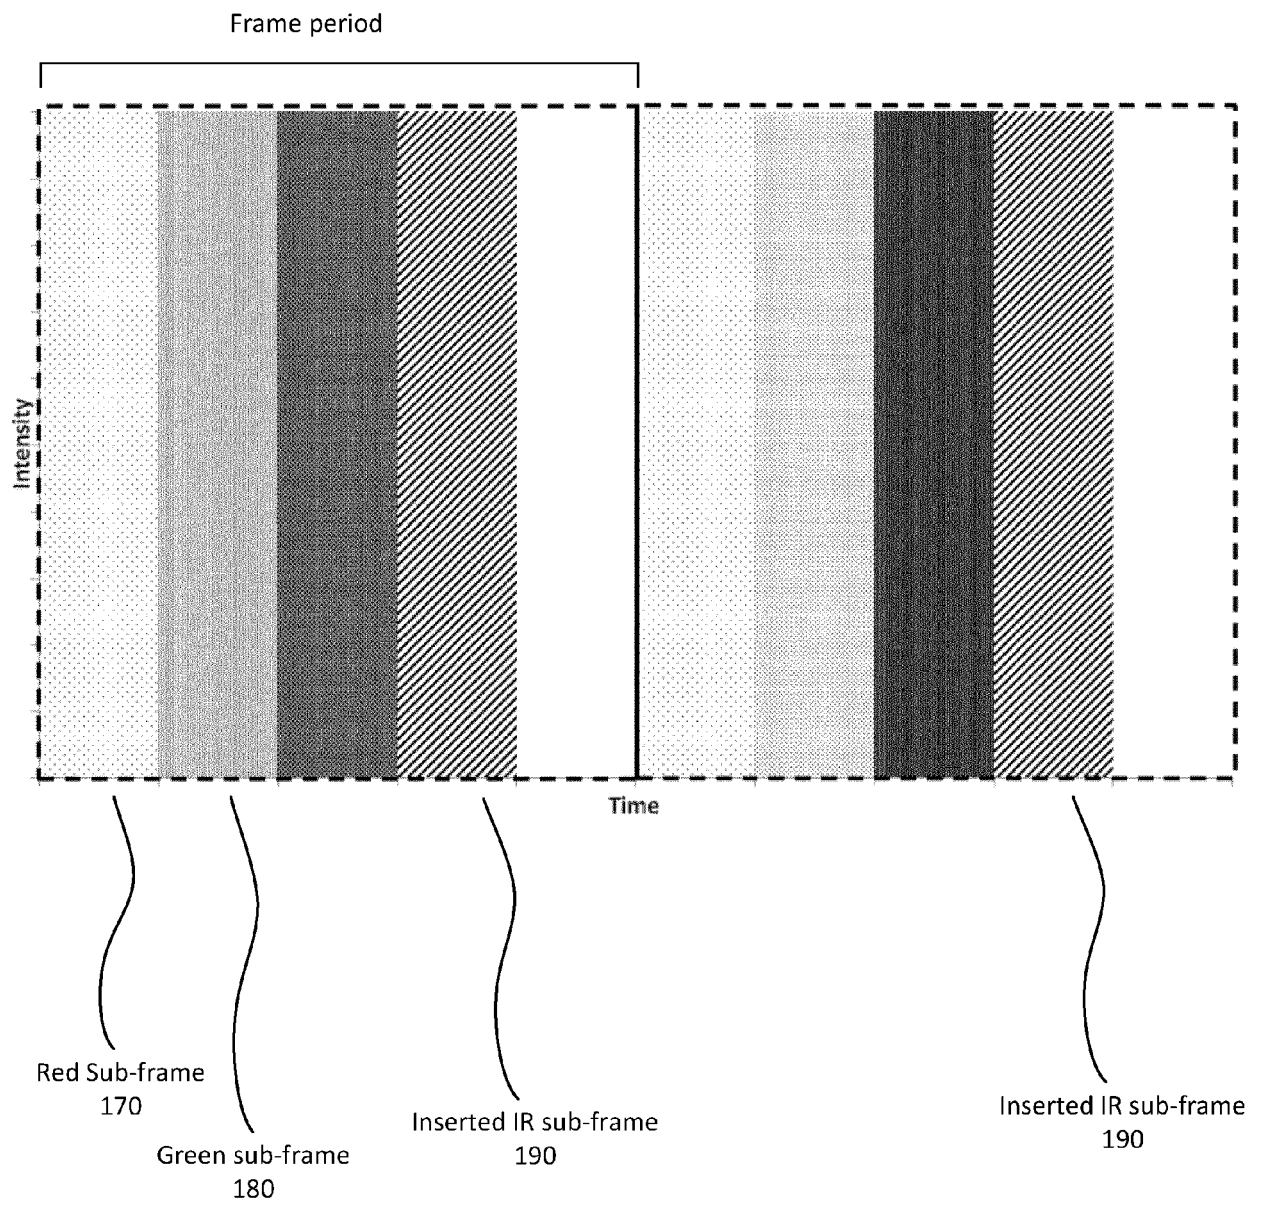 Frame period
Intensity
Time
Red Sub-frame
170
Green sub-frame
180
Inserted IR sub-frame
190
Inserted IR sub-frame
190